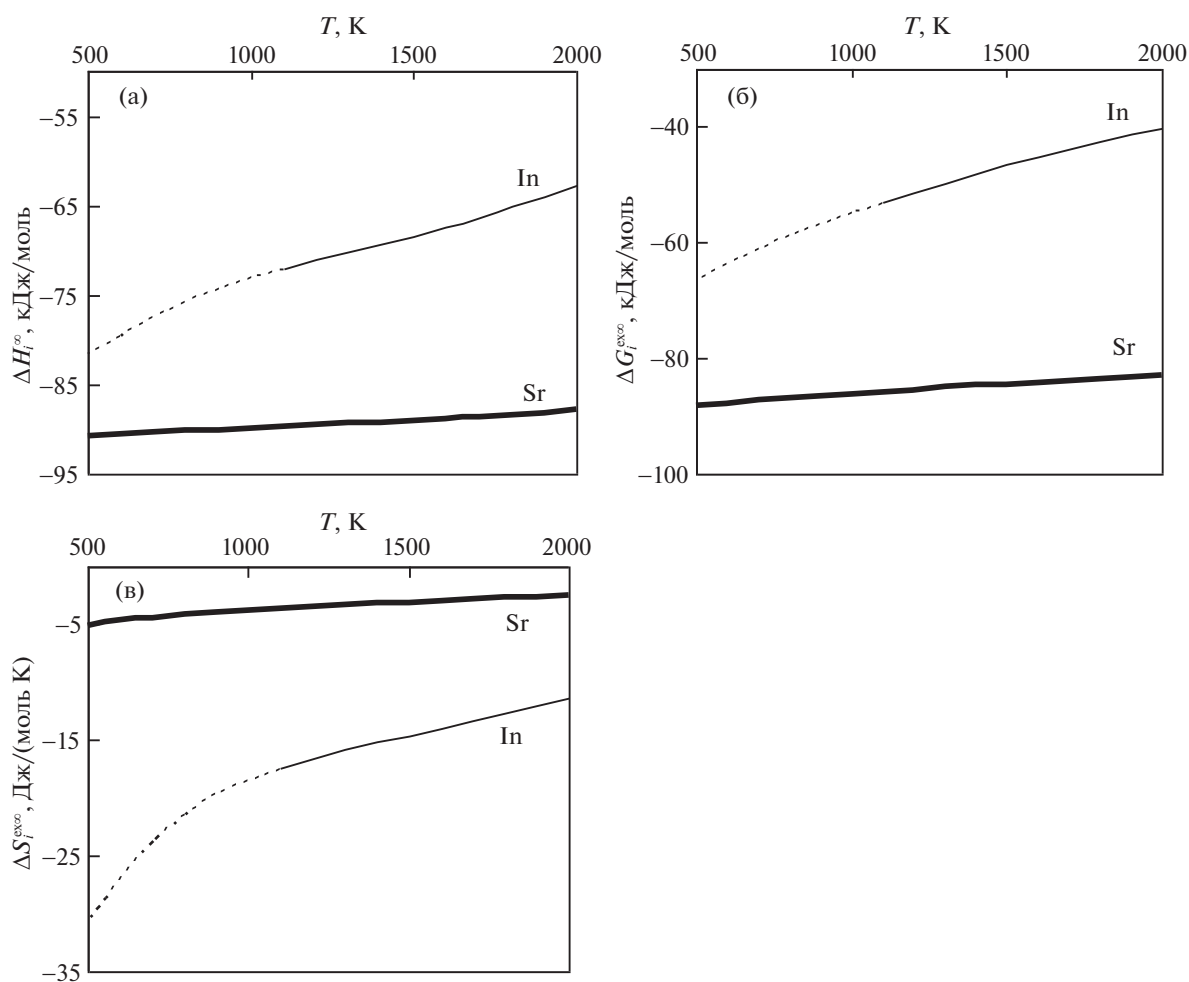 T, K
500 1000 1500 2000
(а)
−55
−65
−75
−85
−95
In
Sr
ΔH_i^∞, кДж/моль
T, K
500 1000 1500 2000
(б)
−40
−60
−80
−100
In
Sr
ΔG_i^{ex∞}, кДж/моль
T, K
500 1000 1500 2000
(в)
−5
−15
−25
−35
Sr
In
ΔS_i^{ex∞}, Дж/(моль К)